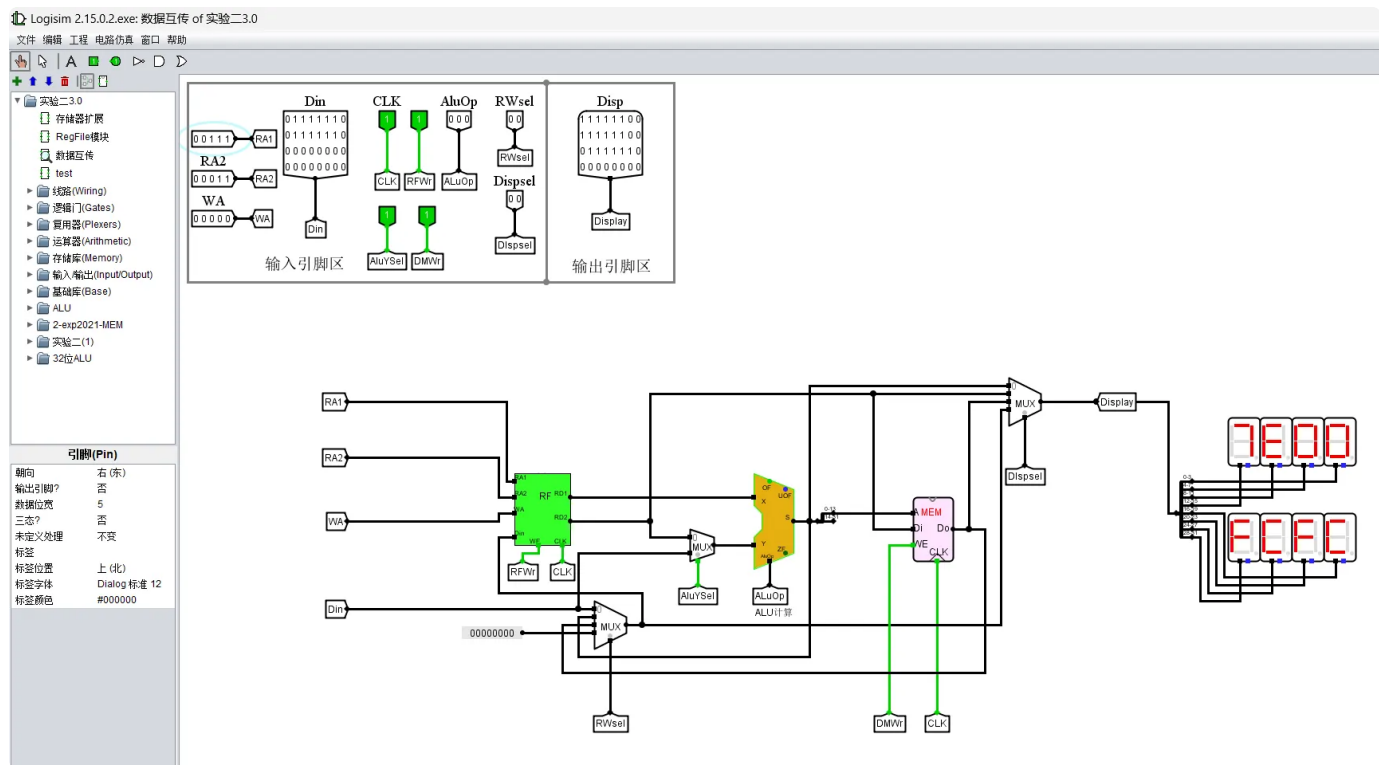 Logisim 2.15.0.2.exe: 数据互传 of 实验二3.0
文件 编辑 工程 电路仿真 窗口 帮助
A
实验二3.0
存储器扩展
RegFile模块
数据互传
test
线路(Wiring)
逻辑门(Gates)
复用器(Plexers)
运算器(Arithmetic)
存储库(Memory)
输入/输出(Input/Output)
基础库(Base)
ALU
2-exp2021-MEM
实验二(1)
32位ALU
引脚(Pin)
朝向 右 (东)
输出引脚? 否
数据位宽 5
三态? 否
未定义处理 不变
标签
标签位置 上 (北)
标签字体 Dialog 标准 12
标签颜色 #000000
Din CLK AluOp RWsel Disp
00111 RA1
01111110
01111110
00000000
00000000
1 1 000 00
11111100
11111100
01111110
00000000
RA2
00011 RA2
CLK RFWr ALuOp RWsel
WA
00000 WA
Dispsel
00
Din
1 1
AluYSel DMWr DIspsel
Display
输入引脚区
输出引脚区
RA1
RA2
WA
Din
RA1
RA2
WA
Din
RF
RD1
RD2
WE
CLK
RFWr CLK
00000000
0
MUX
RWsel
MUX
AluYSel
OF
UOF
X
S
Y
ZF
ALuOp
ALU计算
A MEM
Di Do
WE
CLK
DMWr CLK
0
MUX
DIspsel
Display
7E00
FCFC